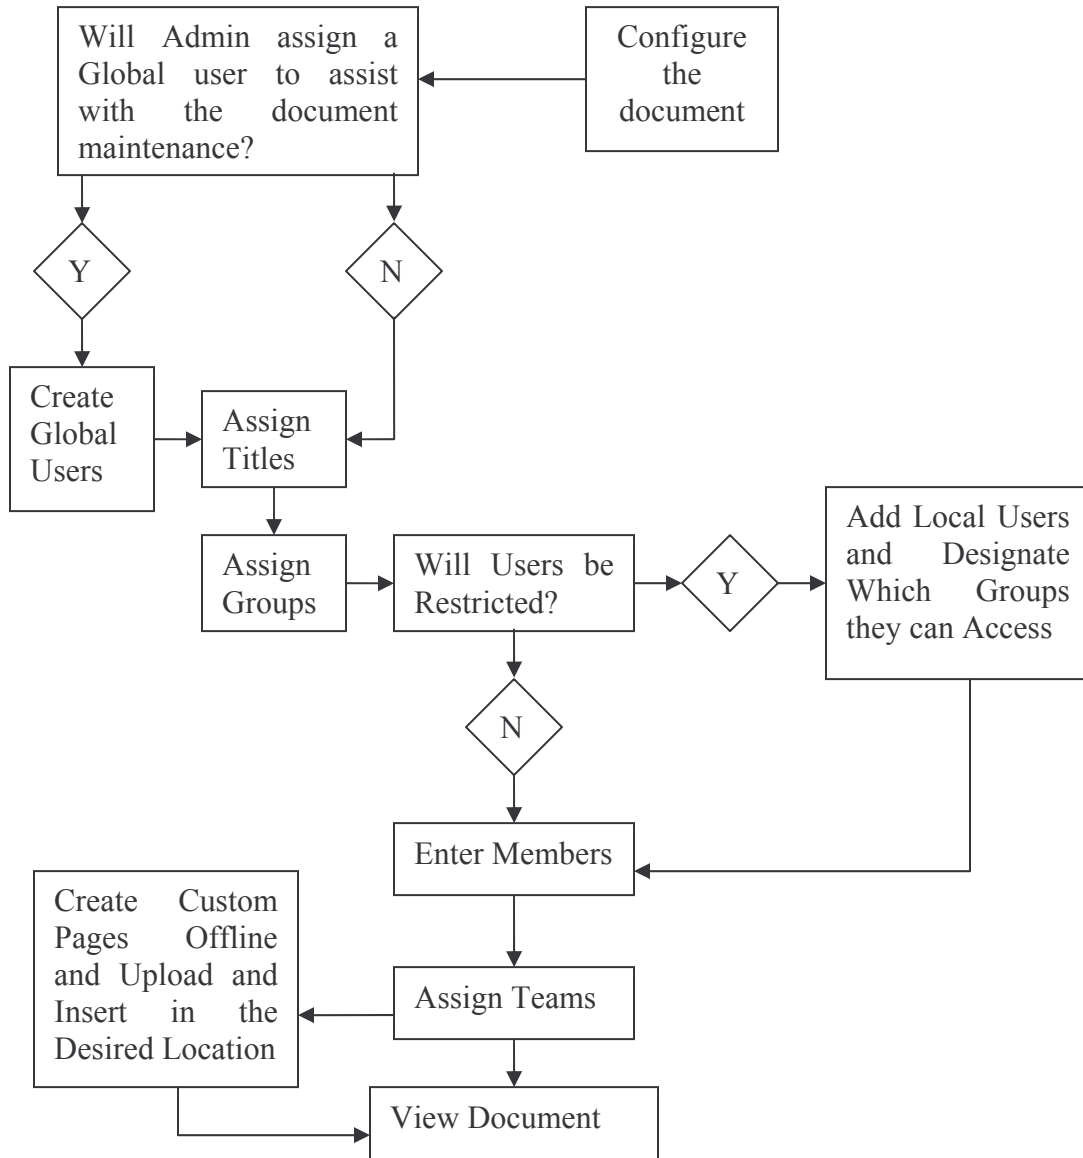 Will Admin assign a
Global user to assist
with the document
maintenance?
Configure
the
document
Y
N
Create
Global
Users
Assign
Titles
Assign
Groups
Will Users be
Restricted?
Y
Add Local Users
and Designate
Which Groups
they can Access
N
Enter Members
Create Custom
Pages Offline
and Upload and
Insert in the
Desired Location
Assign Teams
View Document